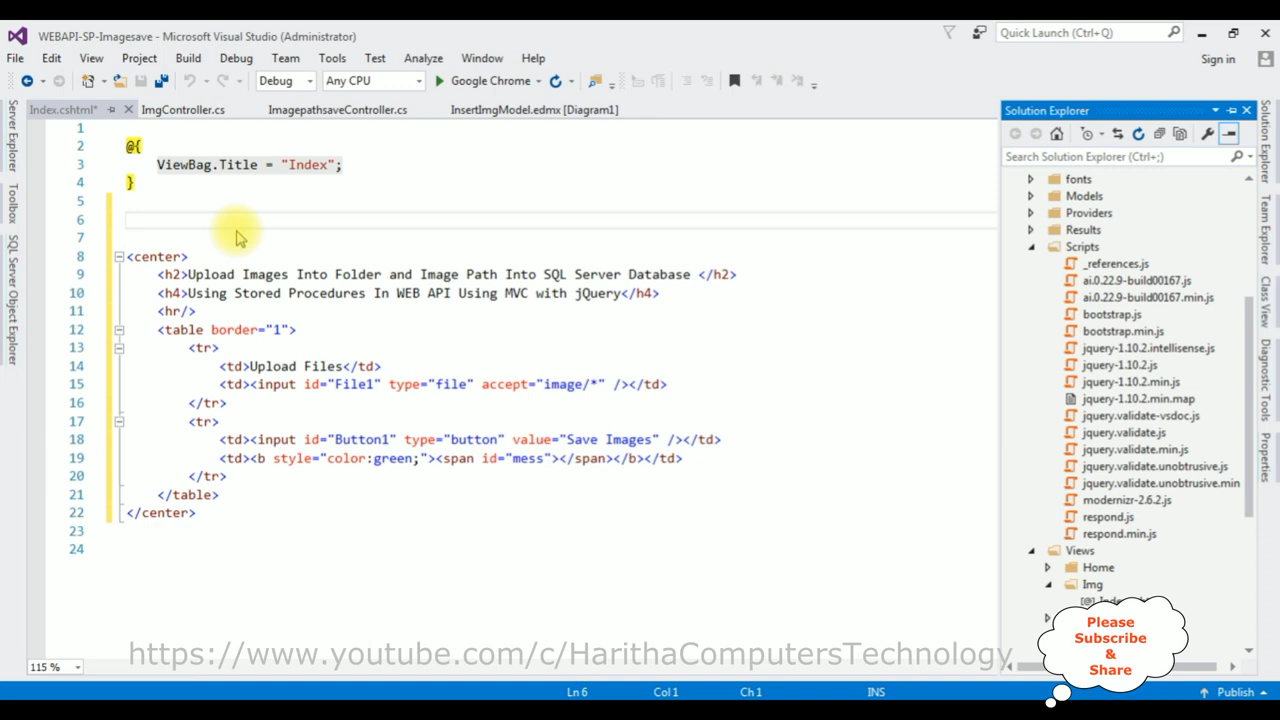 WEBAPI-SP-Imagesave - Microsoft Visual Studio (Administrator)
Quick Launch (Ctrl+Q)
File Edit View Project Build Debug Team Tools Test Analyze Window Help
Sign in
Debug Any CPU Google Chrome
Index.cshtml* ImgController.cs ImagepathsaveController.cs InsertImgModel.edmx [Diagram1]
Server Explorer
Toolbox
SQL Server Object Explorer
1
2 @{
3 ViewBag.Title = "Index";
4 }
5
6
7
8 <center>
9 <h2>Upload Images Into Folder and Image Path Into SQL Server Database </h2>
10 <h4>Using Stored Procedures In WEB API Using MVC with jQuery</h4>
11 <hr/>
12 <table border="1">
13 <tr>
14 <td>Upload Files</td>
15 <td><input id="File1" type="file" accept="image/*" /></td>
16 </tr>
17 <tr>
18 <td><input id="Button1" type="button" value="Save Images" /></td>
19 <td><b style="color:green;"><span id="mess"></span></b></td>
20 </tr>
21 </table>
22 </center>
23
24
Solution Explorer
Search Solution Explorer (Ctrl+;)
fonts
Models
Providers
Results
Scripts
_references.js
ai.0.22.9-build00167.js
ai.0.22.9-build00167.min.js
bootstrap.js
bootstrap.min.js
jquery-1.10.2.intellisense.js
jquery-1.10.2.js
jquery-1.10.2.min.js
jquery-1.10.2.min.map
jquery.validate-vsdoc.js
jquery.validate.js
jquery.validate.min.js
jquery.validate.unobtrusive.js
jquery.validate.unobtrusive.min
modernizr-2.6.2.js
respond.js
respond.min.js
Views
Home
Img
Solution Explorer
Team Explorer
Class View
Diagnostic Tools
Properties
Please
Subscribe
&
Share
https://www.youtube.com/c/HarithaComputersTechnology
115 %
Ln 6 Col 1 Ch 1 INS Publish